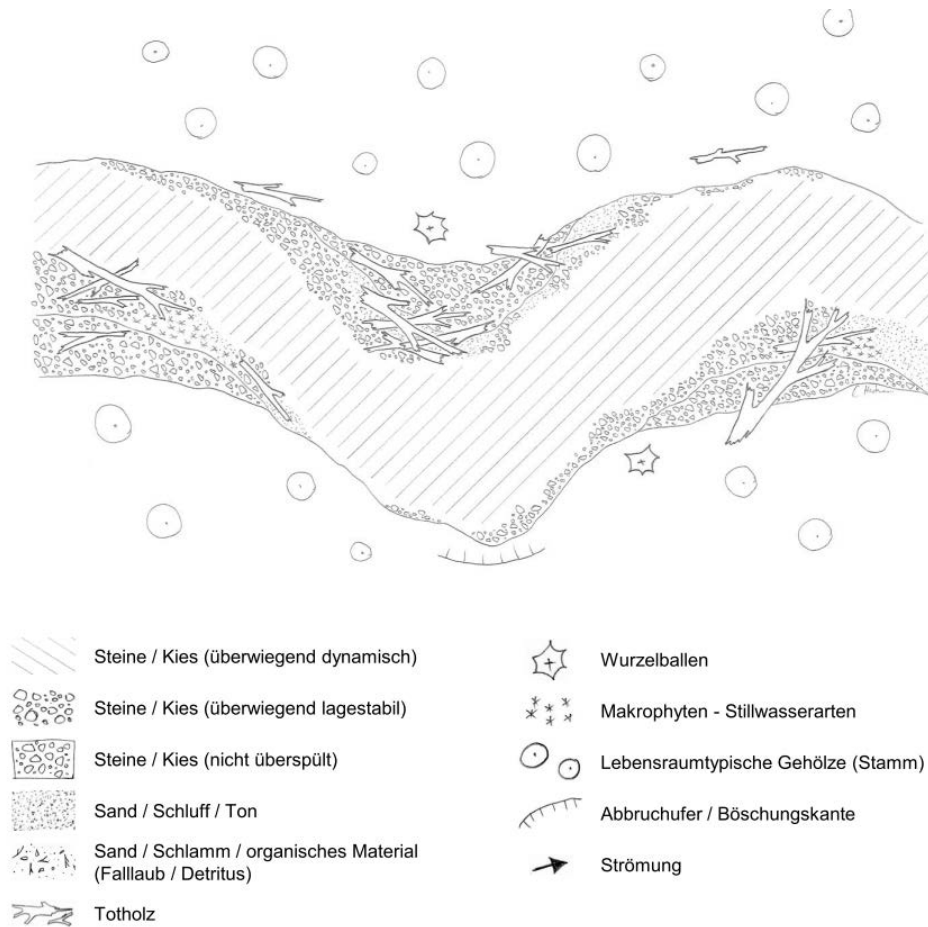 Steine / Kies (überwiegend dynamisch)
Steine / Kies (überwiegend lagestabil)
Steine / Kies (nicht überspült)
Sand / Schluff / Ton
Sand / Schlamm / organisches Material
(Falllaub / Detritus)
Totholz
Wurzelballen
Makrophyten - Stillwasserarten
Lebensraumtypische Gehölze (Stamm)
Abbruchufer / Böschungskante
Strömung